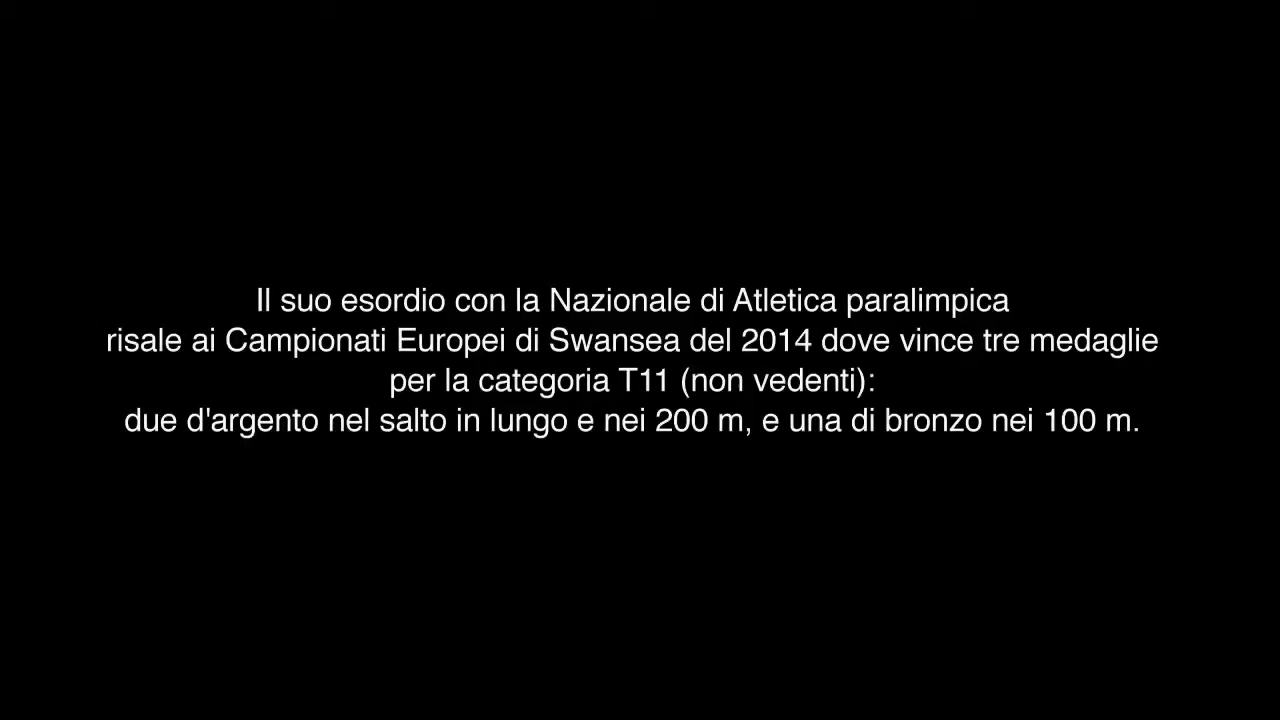 Il suo esordio con la Nazionale di Atletica paralimpica
risale ai Campionati Europei di Swansea del 2014 dove vince tre medaglie
per la categoria T11 (non vedenti):
due d'argento nel salto in lungo e nei 200 m, e una di bronzo nei 100 m.